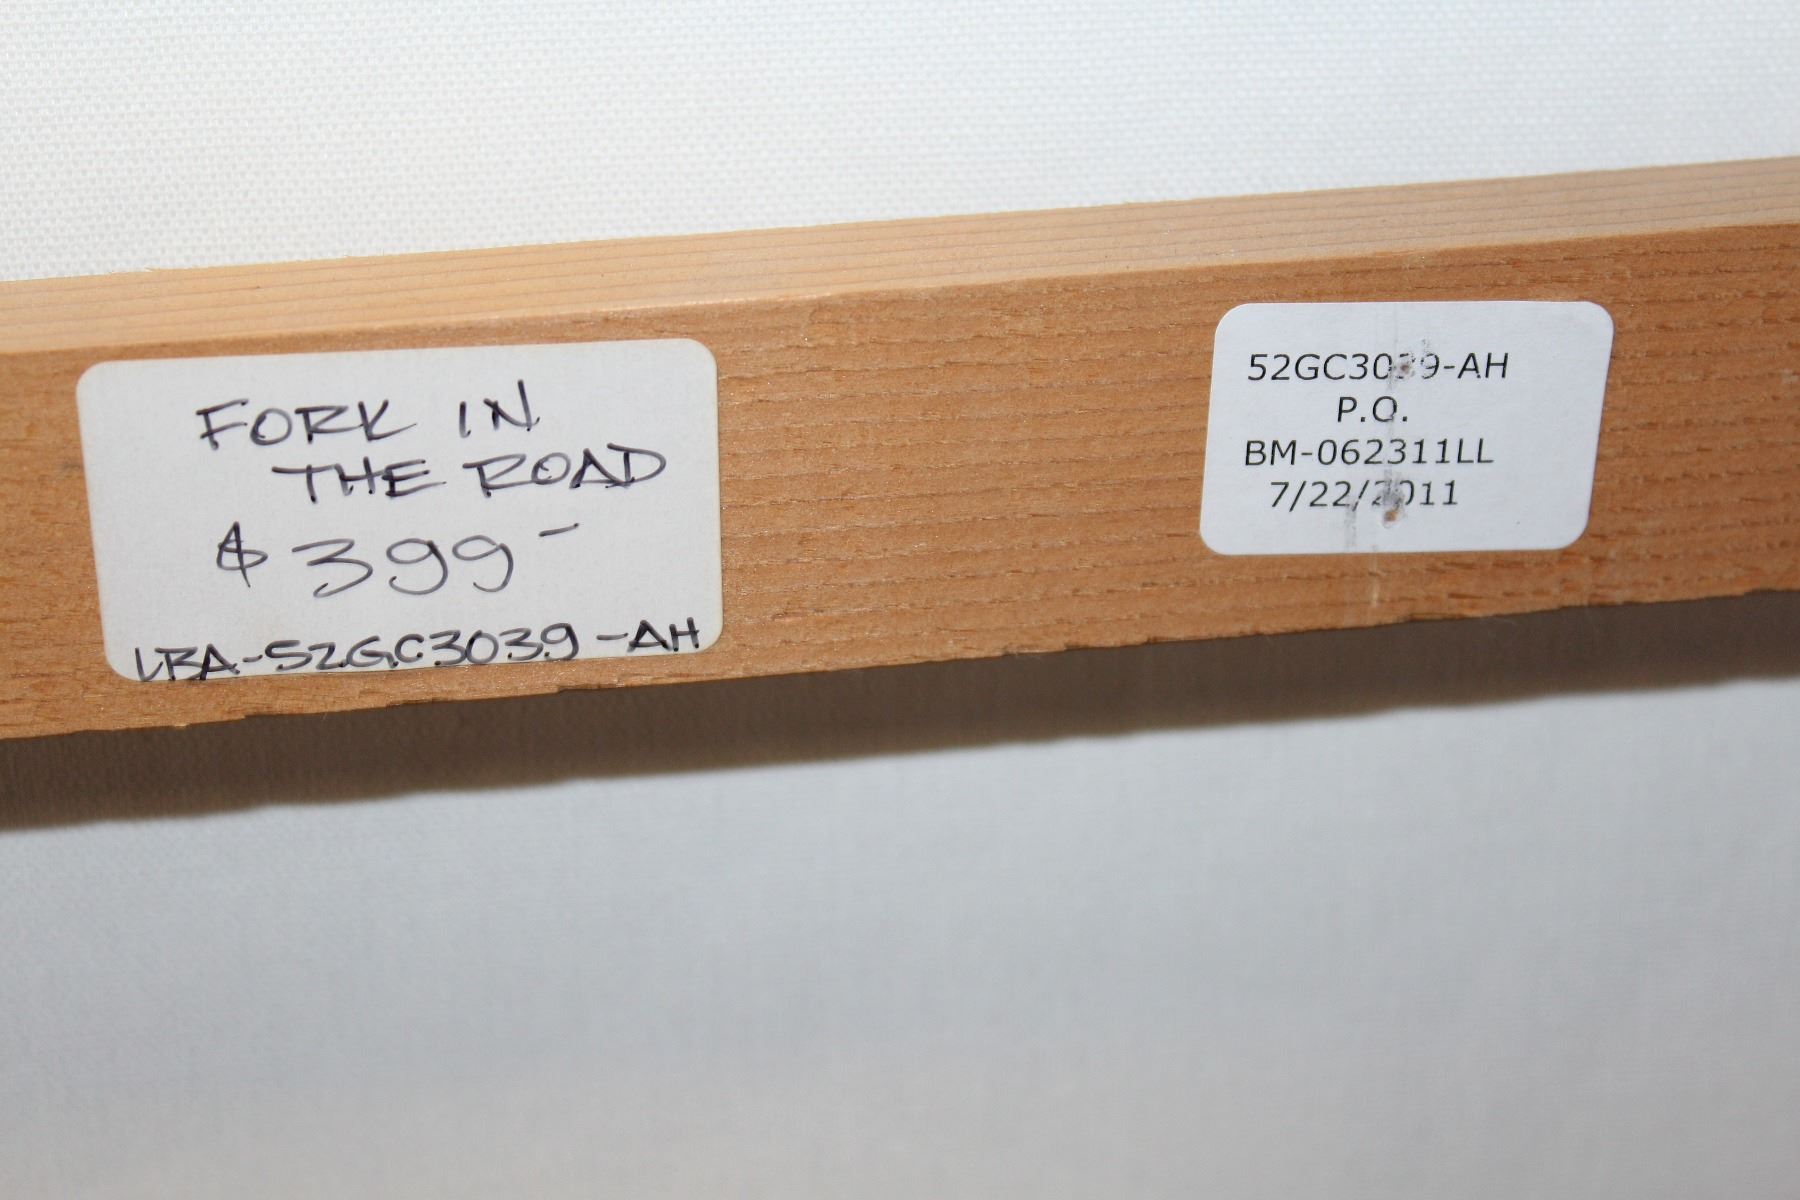 FORK IN
THE ROAD
$399-
LBA-52GC3039-AH
52GC3039-AH
P.O.
BM-062311LL
7/22/2011